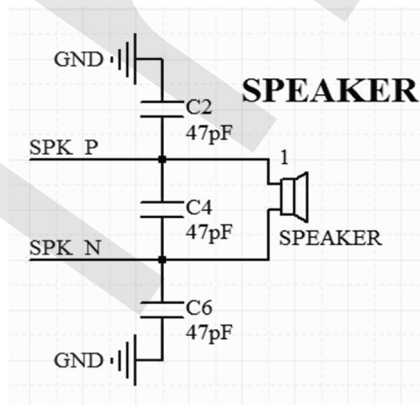 GND
SPEAKER
C2
47pF
SPK_P
1
C4
47pF
SPEAKER
SPK_N
C6
47pF
GND